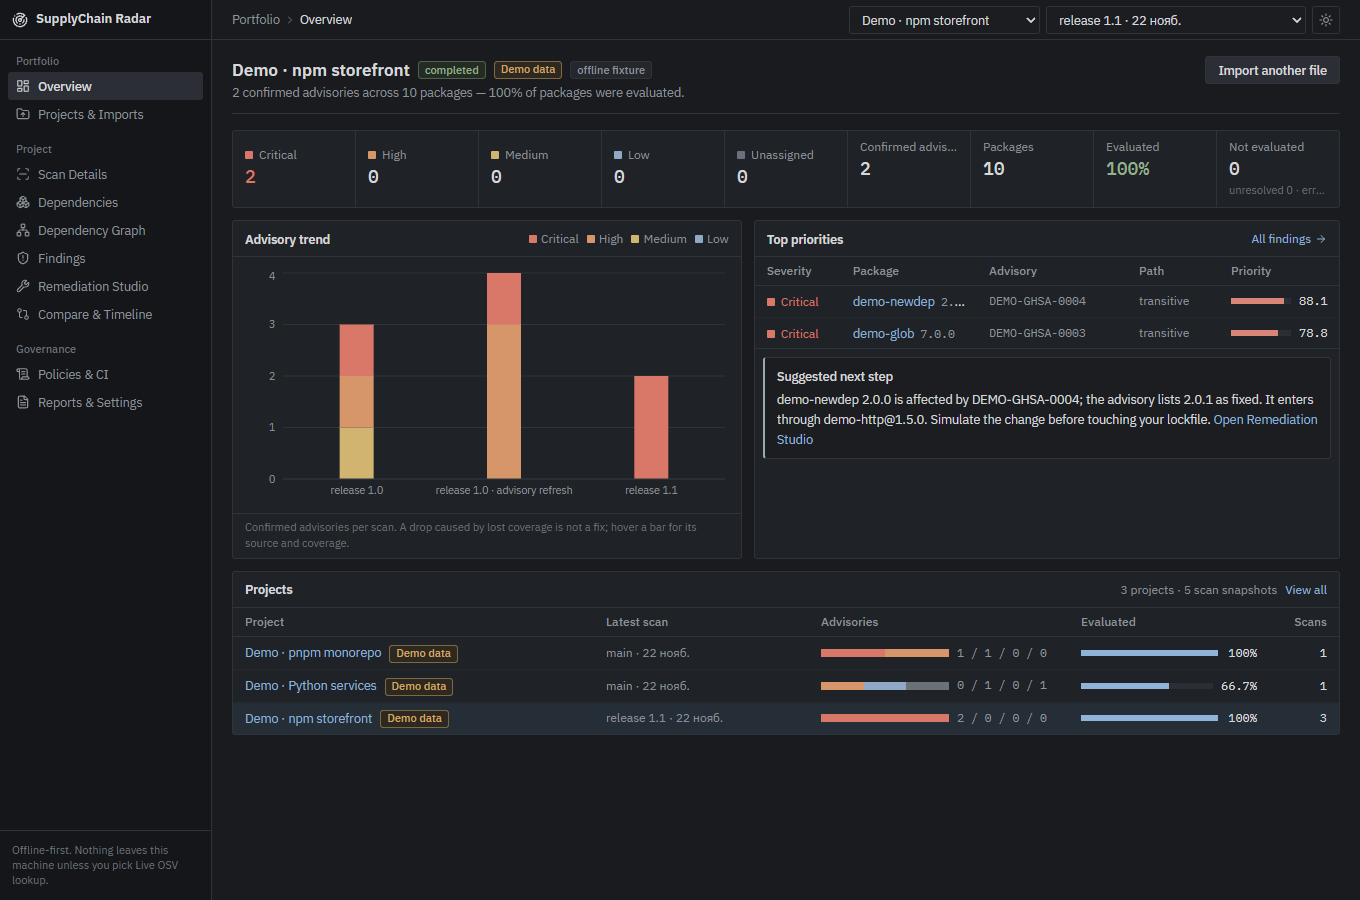 SupplyChain Radar
Portfolio
Overview
Projects & Imports
Project
Scan Details
Dependencies
Dependency Graph
Findings
Remediation Studio
Compare & Timeline
Governance
Policies & CI
Reports & Settings
Offline-first. Nothing leaves this
machine unless you pick Live OSV
lookup.
Portfolio > Overview
Demo · npm storefront
release 1.1 · 22 нояб.
Demo · npm storefront completed Demo data offline fixture
Import another file
2 confirmed advisories across 10 packages — 100% of packages were evaluated.
Critical
2
High
0
Medium
0
Low
0
Unassigned
0
Confirmed advis...
2
Packages
10
Evaluated
100%
Not evaluated
0
unresolved 0 · err...
Advisory trend
Critical High Medium Low
4
3
2
1
0
release 1.0 release 1.0 · advisory refresh release 1.1
Confirmed advisories per scan. A drop caused by lost coverage is not a fix; hover a bar for its
source and coverage.
Top priorities
All findings →
Severity Package Advisory Path Priority
Critical demo-newdep 2.... DEMO-GHSA-0004 transitive 88.1
Critical demo-glob 7.0.0 DEMO-GHSA-0003 transitive 78.8
Suggested next step
demo-newdep 2.0.0 is affected by DEMO-GHSA-0004; the advisory lists 2.0.1 as fixed. It enters
through demo-http@1.5.0. Simulate the change before touching your lockfile. Open Remediation
Studio
Projects
3 projects · 5 scan snapshots View all
Project Latest scan Advisories Evaluated Scans
Demo · pnpm monorepo Demo data main · 22 нояб. 1 / 1 / 0 / 0 100% 1
Demo · Python services Demo data main · 22 нояб. 0 / 1 / 0 / 1 66.7% 1
Demo · npm storefront Demo data release 1.1 · 22 нояб. 2 / 0 / 0 / 0 100% 3